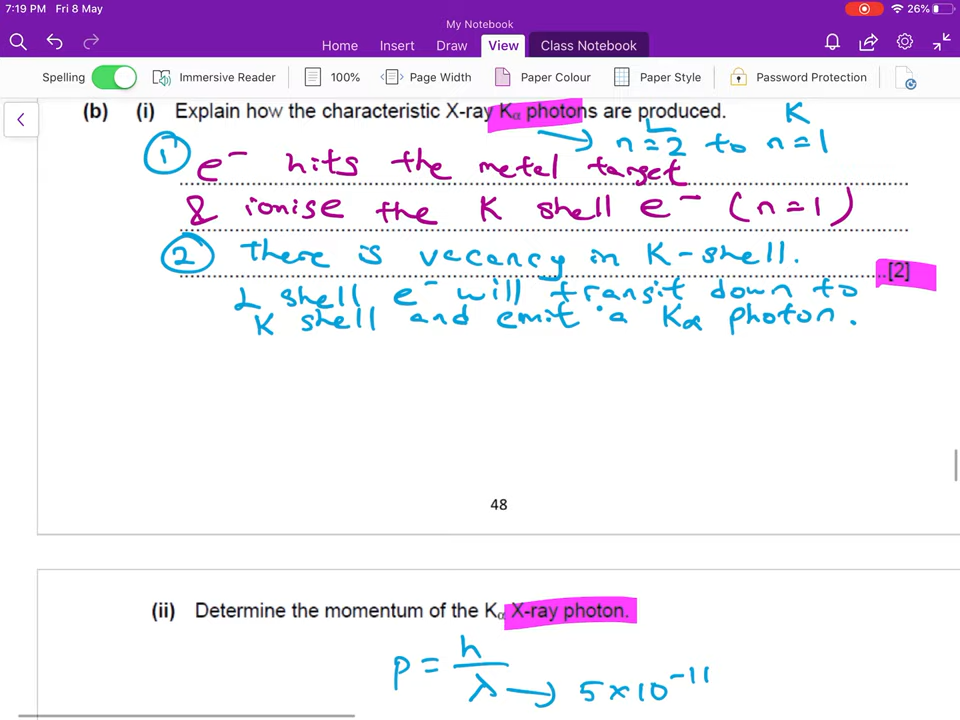 7:19 PM Fri 8 May
26%
My Notebook
Home Insert Draw View Class Notebook
Spelling Immersive Reader 100% Page Width Paper Colour Paper Style Password Protection
(b) (i) Explain how the characteristic X-ray Kα photons are produced.
K
L
→ n = 2 to n = 1
① e⁻ hits the metal target
& ionise the K shell e⁻ (n = 1)
② there is vacancy in K-shell.
[2]
L shell e⁻ will transit down to
K shell and emit a Kα photon.
48
(ii) Determine the momentum of the Kα X-ray photon.
p = h/λ → 5 × 10⁻¹¹